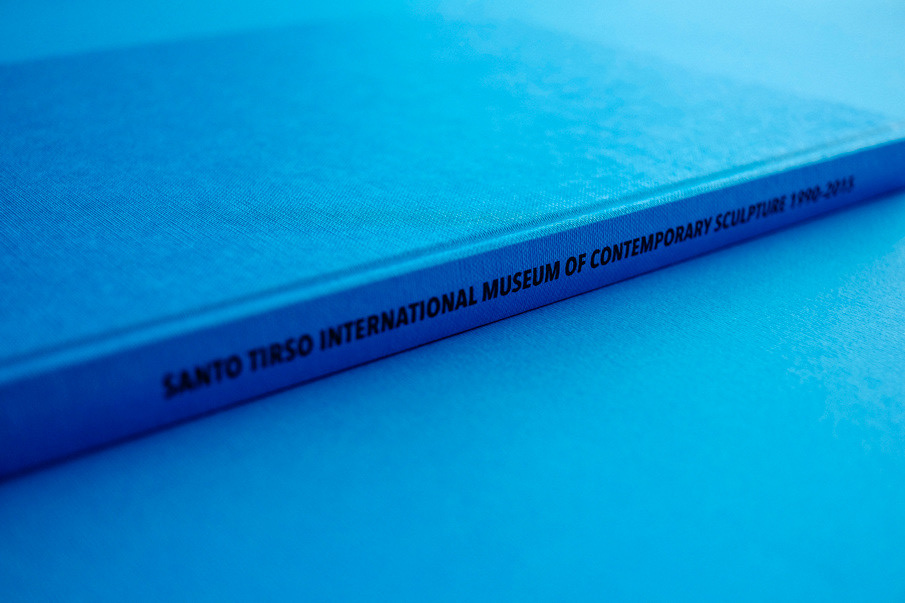 SANTO TIRSO INTERNATIONAL MUSEUM OF CONTEMPORARY SCULPTURE 1990-2015